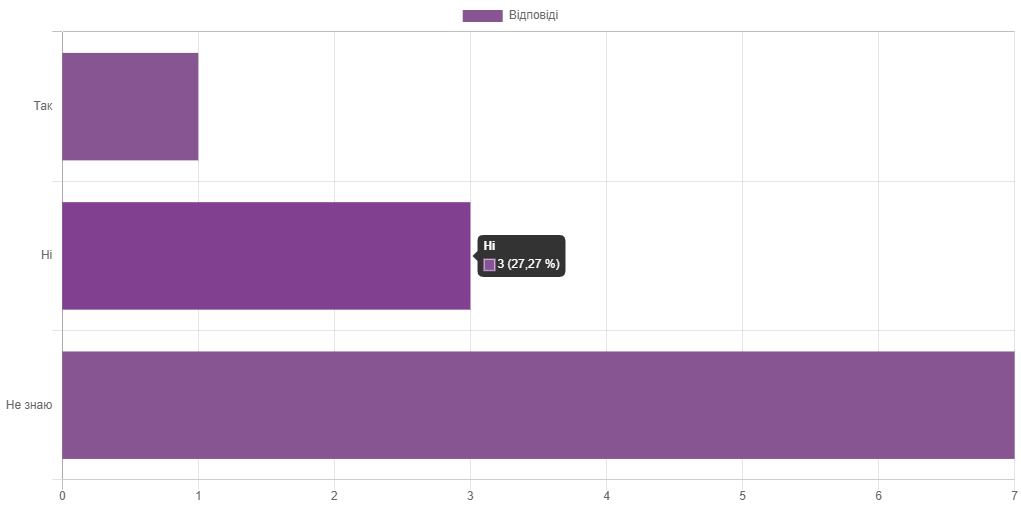 Відповіді
Так
Ні
Ні
3 (27,27 %)
Не знаю
0 1 2 3 4 5 6 7